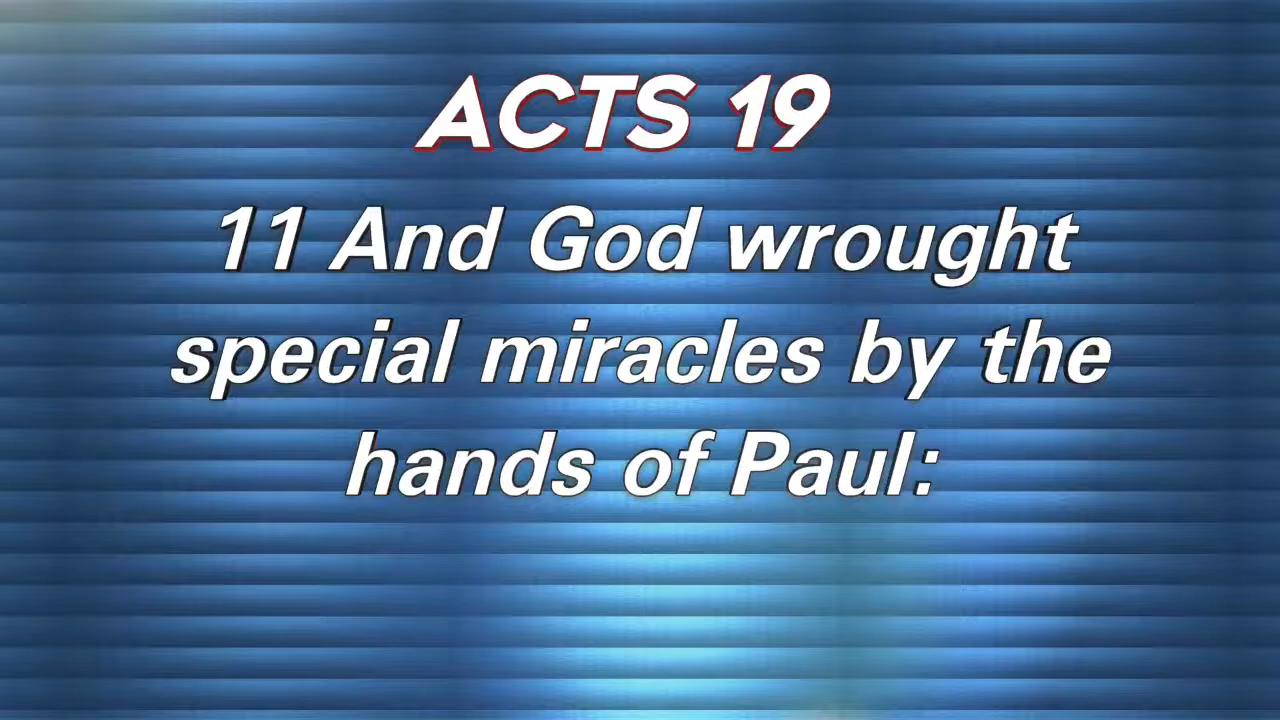 ACTS 19
11 And God wrought
special miracles by the
hands of Paul: